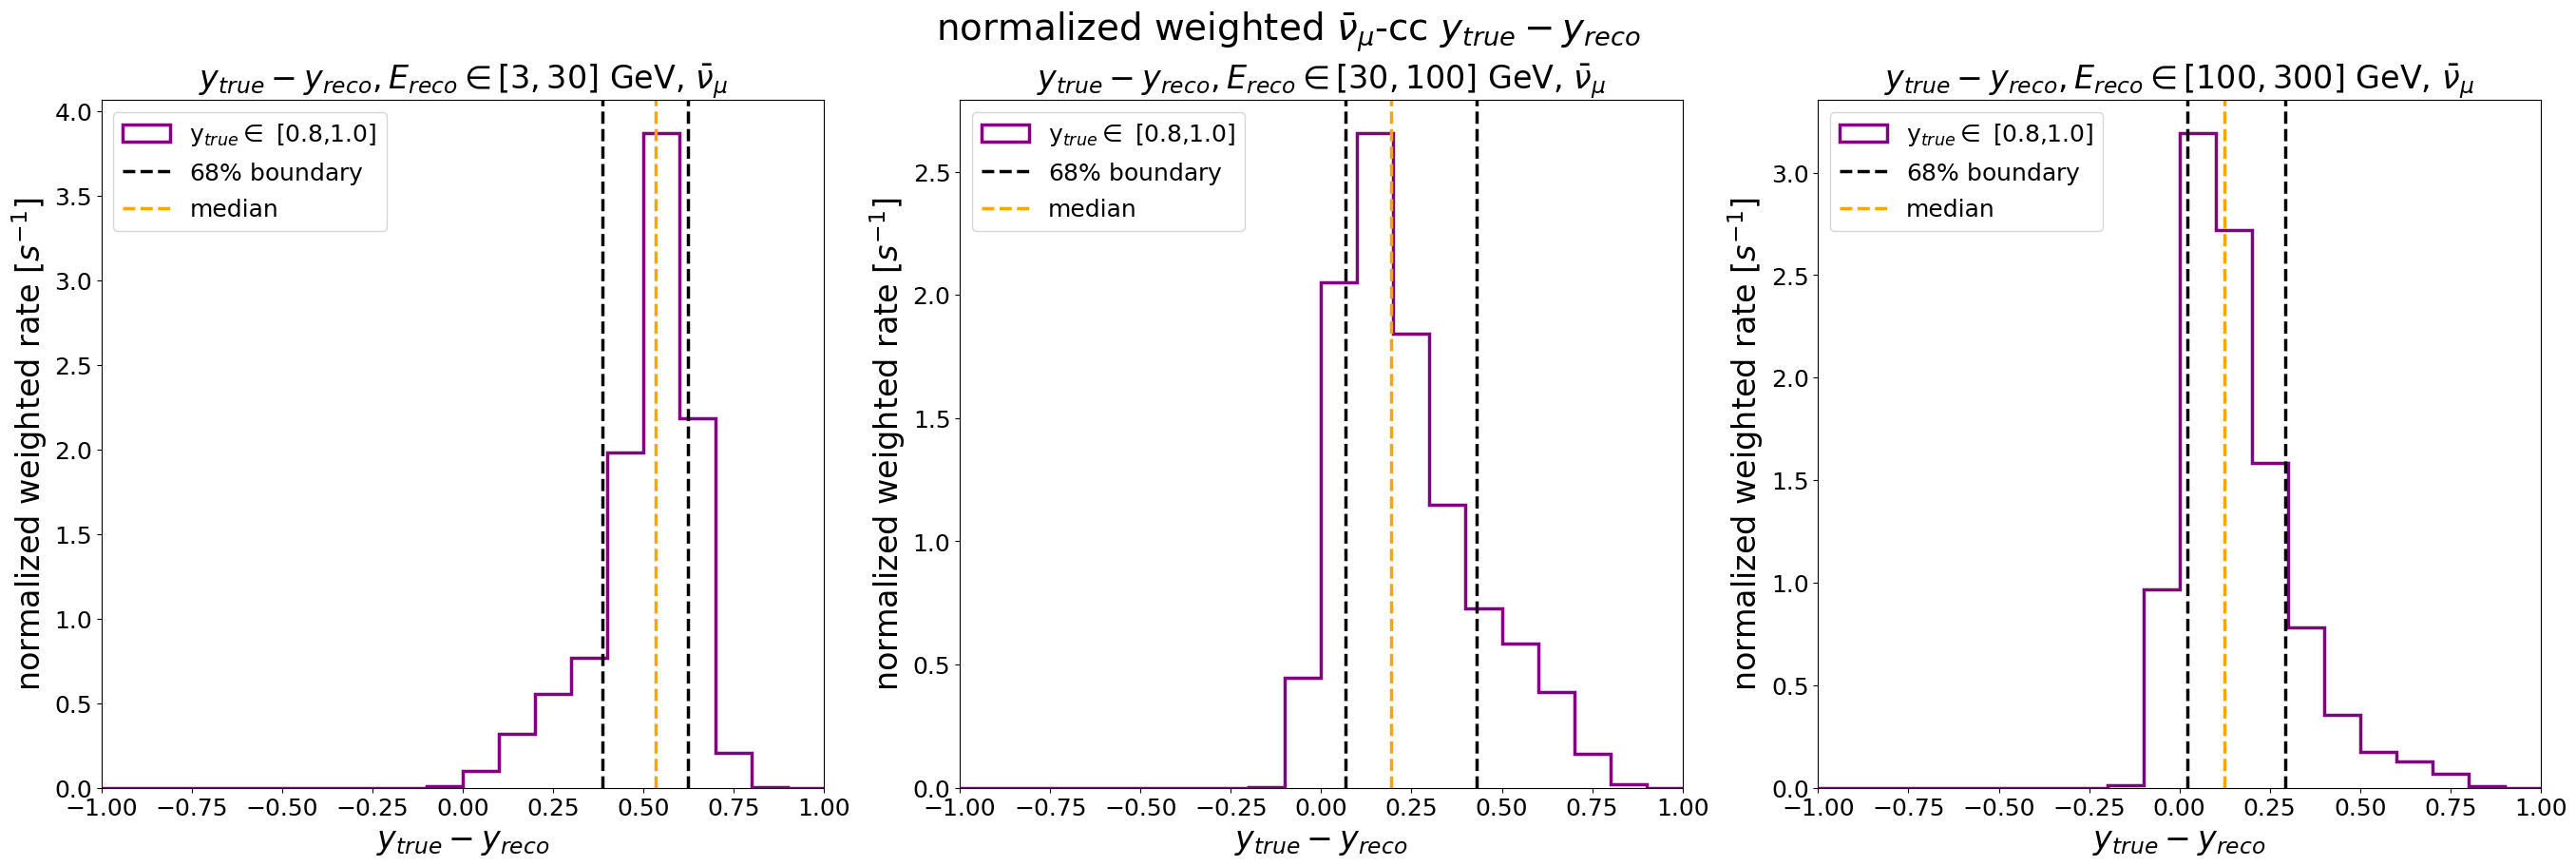 normalized weighted ν̄μ-cc ytrue − yreco
ytrue − yreco, Ereco ∈ [3, 30] GeV, ν̄μ
normalized weighted rate [s⁻¹]
4.0
3.5
3.0
2.5
2.0
1.5
1.0
0.5
0.0
ytrue ∈ [0.8,1.0]
68% boundary
median
−1.00 −0.75 −0.50 −0.25 0.00 0.25 0.50 0.75 1.00
ytrue − yreco
ytrue − yreco, Ereco ∈ [30, 100] GeV, ν̄μ
normalized weighted rate [s⁻¹]
2.5
2.0
1.5
1.0
0.5
0.0
ytrue ∈ [0.8,1.0]
68% boundary
median
−1.00 −0.75 −0.50 −0.25 0.00 0.25 0.50 0.75 1.00
ytrue − yreco
ytrue − yreco, Ereco ∈ [100, 300] GeV, ν̄μ
normalized weighted rate [s⁻¹]
3.0
2.5
2.0
1.5
1.0
0.5
0.0
ytrue ∈ [0.8,1.0]
68% boundary
median
−1.00 −0.75 −0.50 −0.25 0.00 0.25 0.50 0.75 1.00
ytrue − yreco